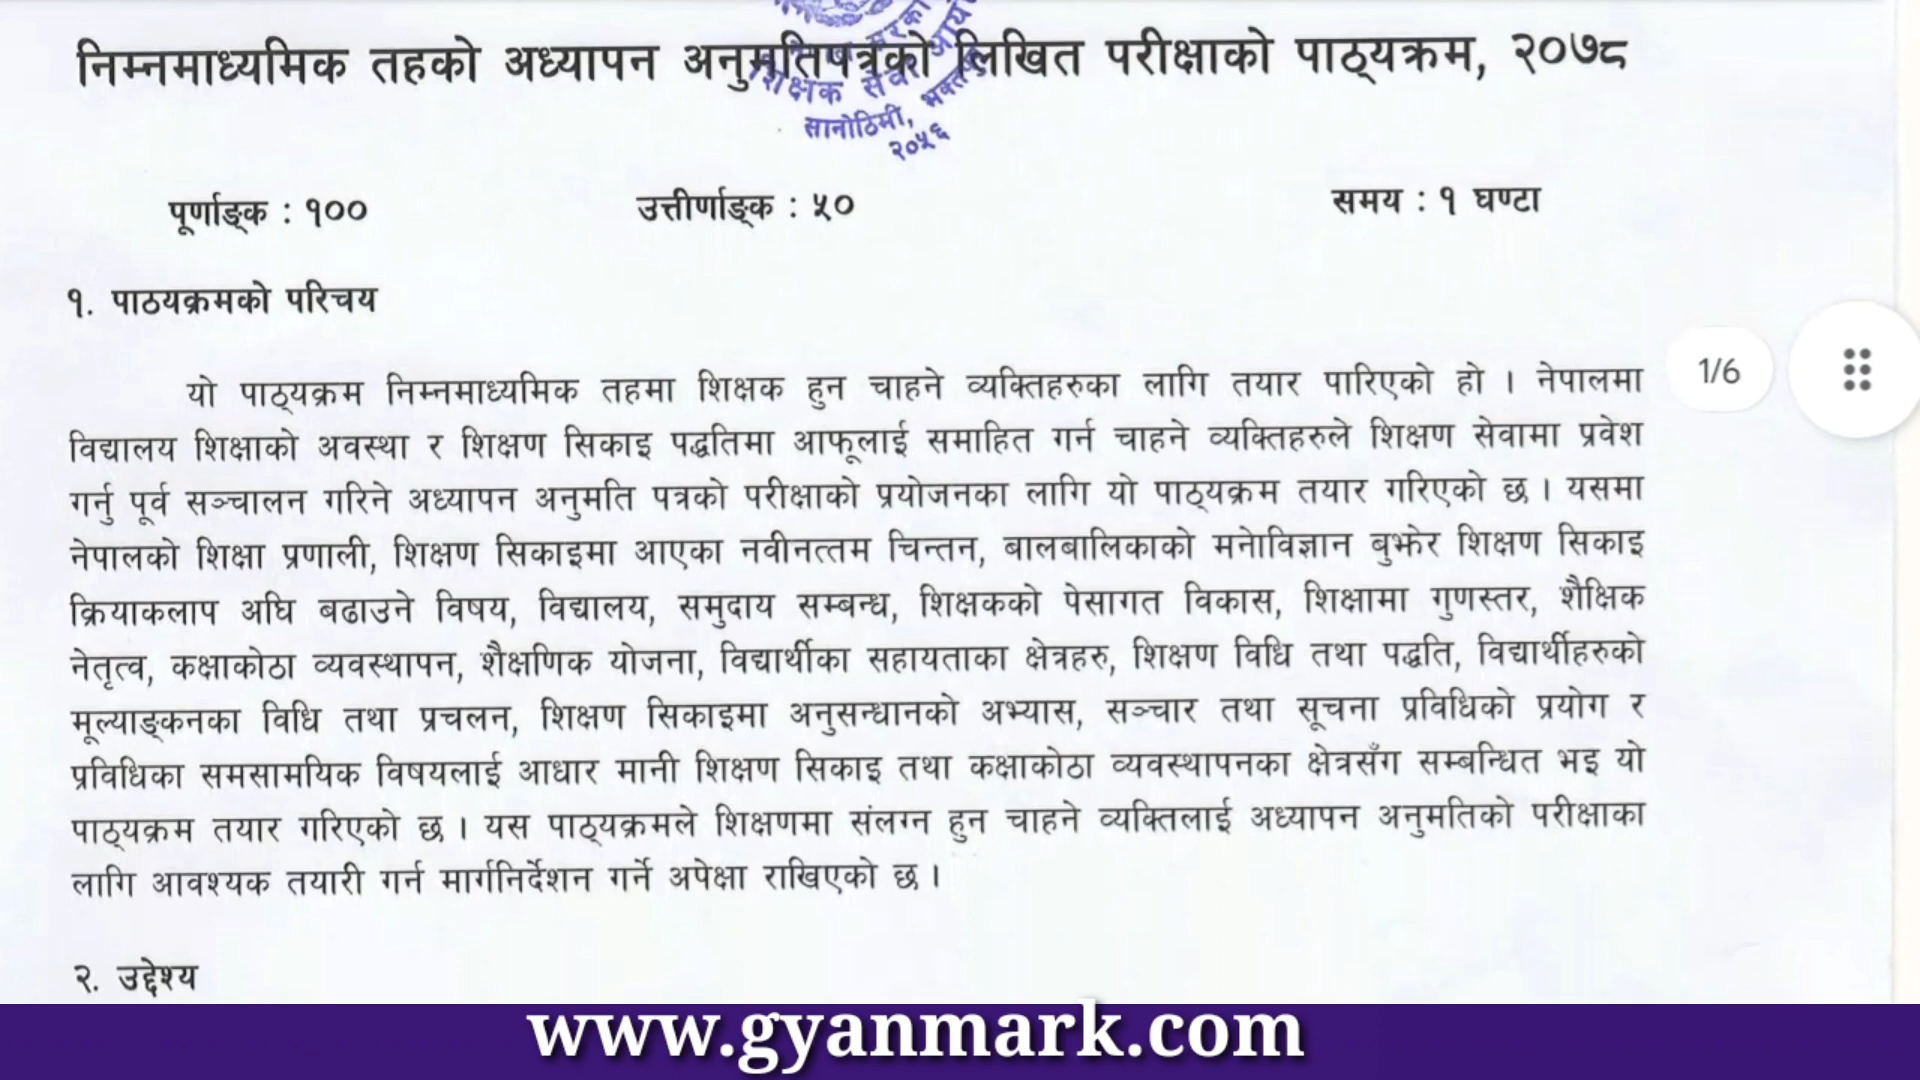 निम्नमाध्यमिक तहको अध्यापन अनुमतिपत्रको लिखित परीक्षाको पाठ्यक्रम, २०७८
शिक्षक सेवा
सानोठिमी, भक्तपुर
२०५६
पूर्णाङ्क : १०० उत्तीर्णाङ्क : ५० समय : १ घण्टा
१. पाठयक्रमको परिचय
यो पाठ्यक्रम निम्नमाध्यमिक तहमा शिक्षक हुन चाहने व्यक्तिहरुका लागि तयार पारिएको हो । नेपालमा
1/6
विद्यालय शिक्षाको अवस्था र शिक्षण सिकाइ पद्धतिमा आफूलाई समाहित गर्न चाहने व्यक्तिहरुले शिक्षण सेवामा प्रवेश
गर्नु पूर्व सञ्चालन गरिने अध्यापन अनुमति पत्रको परीक्षाको प्रयोजनका लागि यो पाठ्यक्रम तयार गरिएको छ । यसमा
नेपालको शिक्षा प्रणाली, शिक्षण सिकाइमा आएका नवीनत्तम चिन्तन, बालबालिकाको मनोविज्ञान बुझेर शिक्षण सिकाइ
क्रियाकलाप अघि बढाउने विषय, विद्यालय, समुदाय सम्बन्ध, शिक्षकको पेसागत विकास, शिक्षामा गुणस्तर, शैक्षिक
नेतृत्व, कक्षाकोठा व्यवस्थापन, शैक्षणिक योजना, विद्यार्थीका सहायताका क्षेत्रहरु, शिक्षण विधि तथा पद्धति, विद्यार्थीहरुको
मूल्याङ्कनका विधि तथा प्रचलन, शिक्षण सिकाइमा अनुसन्धानको अभ्यास, सञ्चार तथा सूचना प्रविधिको प्रयोग र
प्रविधिका समसामयिक विषयलाई आधार मानी शिक्षण सिकाइ तथा कक्षाकोठा व्यवस्थापनका क्षेत्रसँग सम्बन्धित भइ यो
पाठ्यक्रम तयार गरिएको छ । यस पाठ्यक्रमले शिक्षणमा संलग्न हुन चाहने व्यक्तिलाई अध्यापन अनुमतिको परीक्षाका
लागि आवश्यक तयारी गर्न मार्गनिर्देशन गर्ने अपेक्षा राखिएको छ ।
२. उद्देश्य
www.gyanmark.com